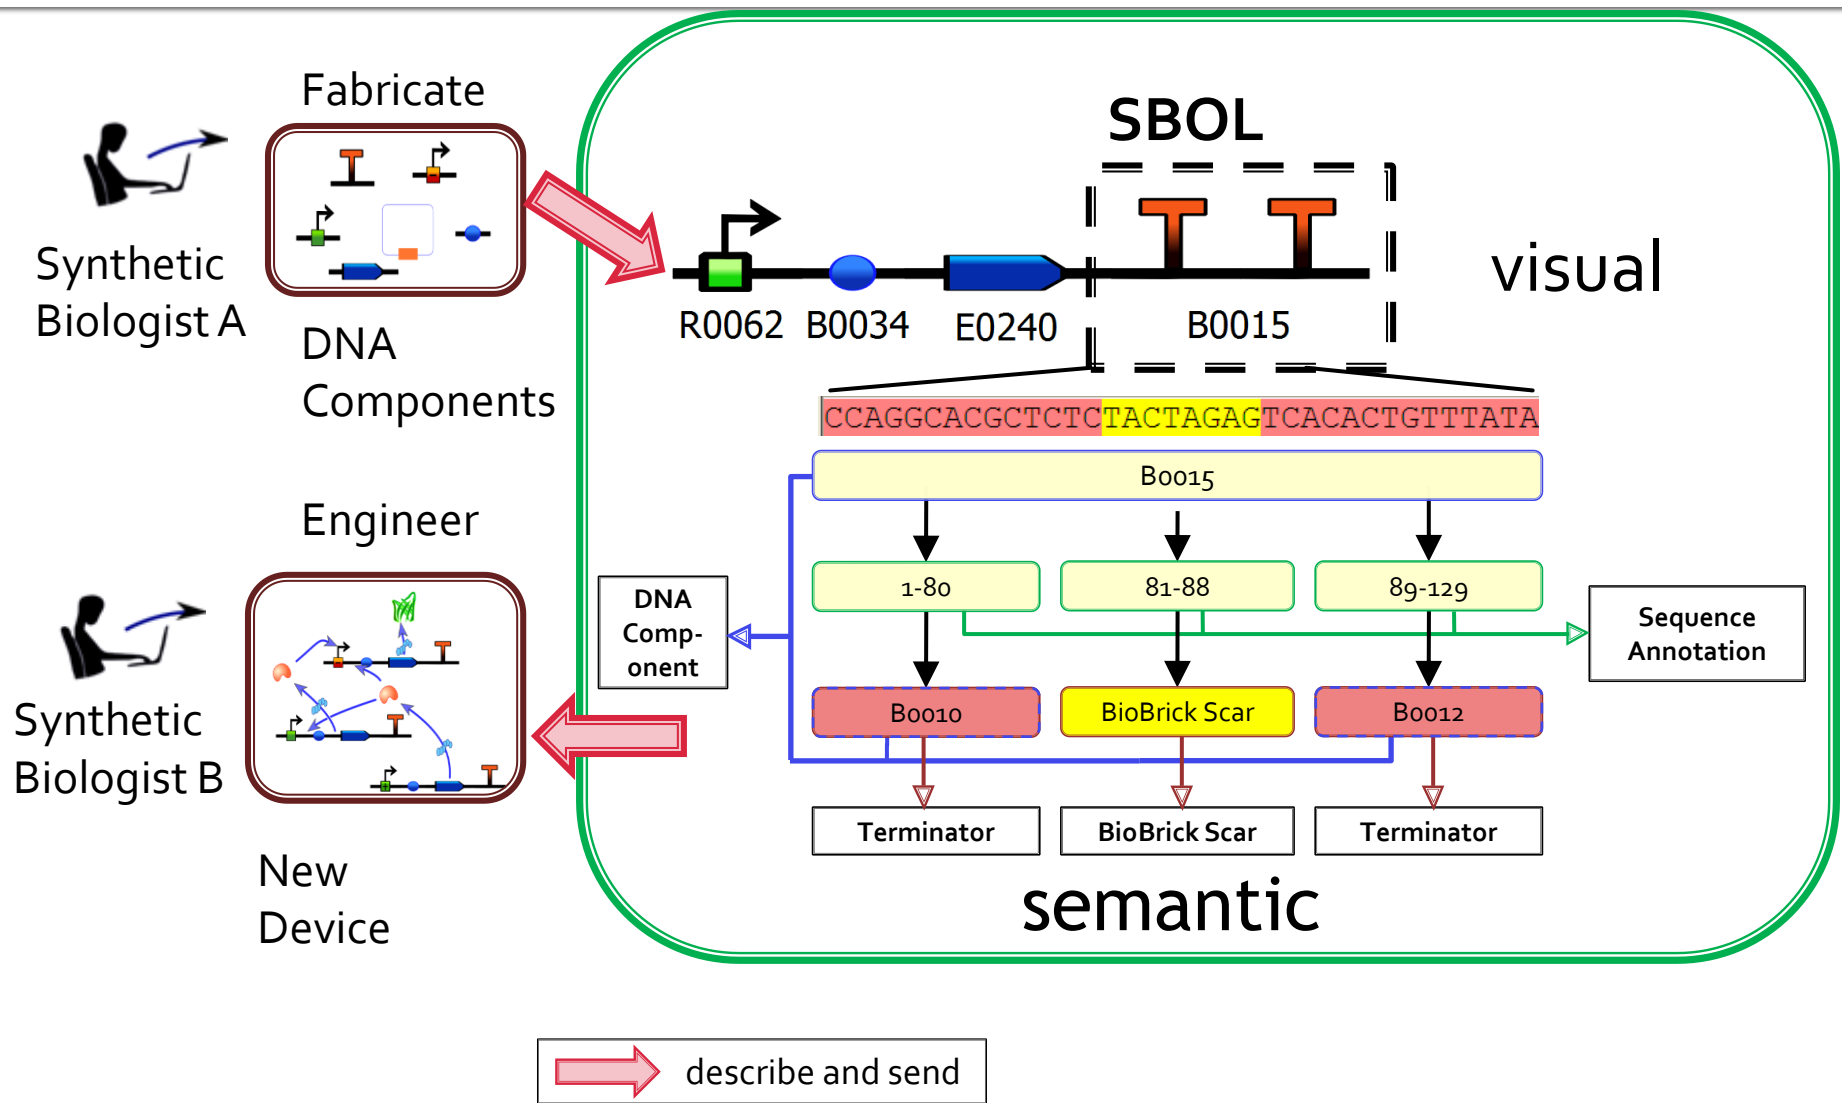 Fabricate
Synthetic
Biologist A
DNA
Components
SBOL
visual
R0062 B0034 E0240 B0015
CCAGGCACGCTCTCTACTAGAGTCACACTGTTTATA
B0015
1-80 81-88 89-129
DNA
Comp-
onent
Sequence
Annotation
B0010 BioBrick Scar B0012
Terminator BioBrick Scar Terminator
semantic
Engineer
Synthetic
Biologist B
New
Device
describe and send